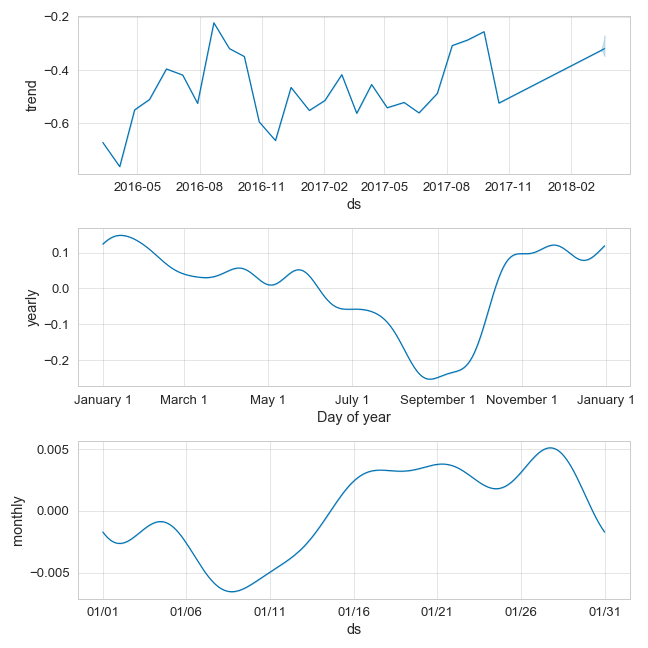 −0.2
−0.4
−0.6
trend
2016-05 2016-08 2016-11 2017-02 2017-05 2017-08 2017-11 2018-02
ds
0.1
0.0
−0.1
−0.2
yearly
January 1 March 1 May 1 July 1 September 1 November 1 January 1
Day of year
0.005
0.000
−0.005
monthly
01/01 01/06 01/11 01/16 01/21 01/26 01/31
ds